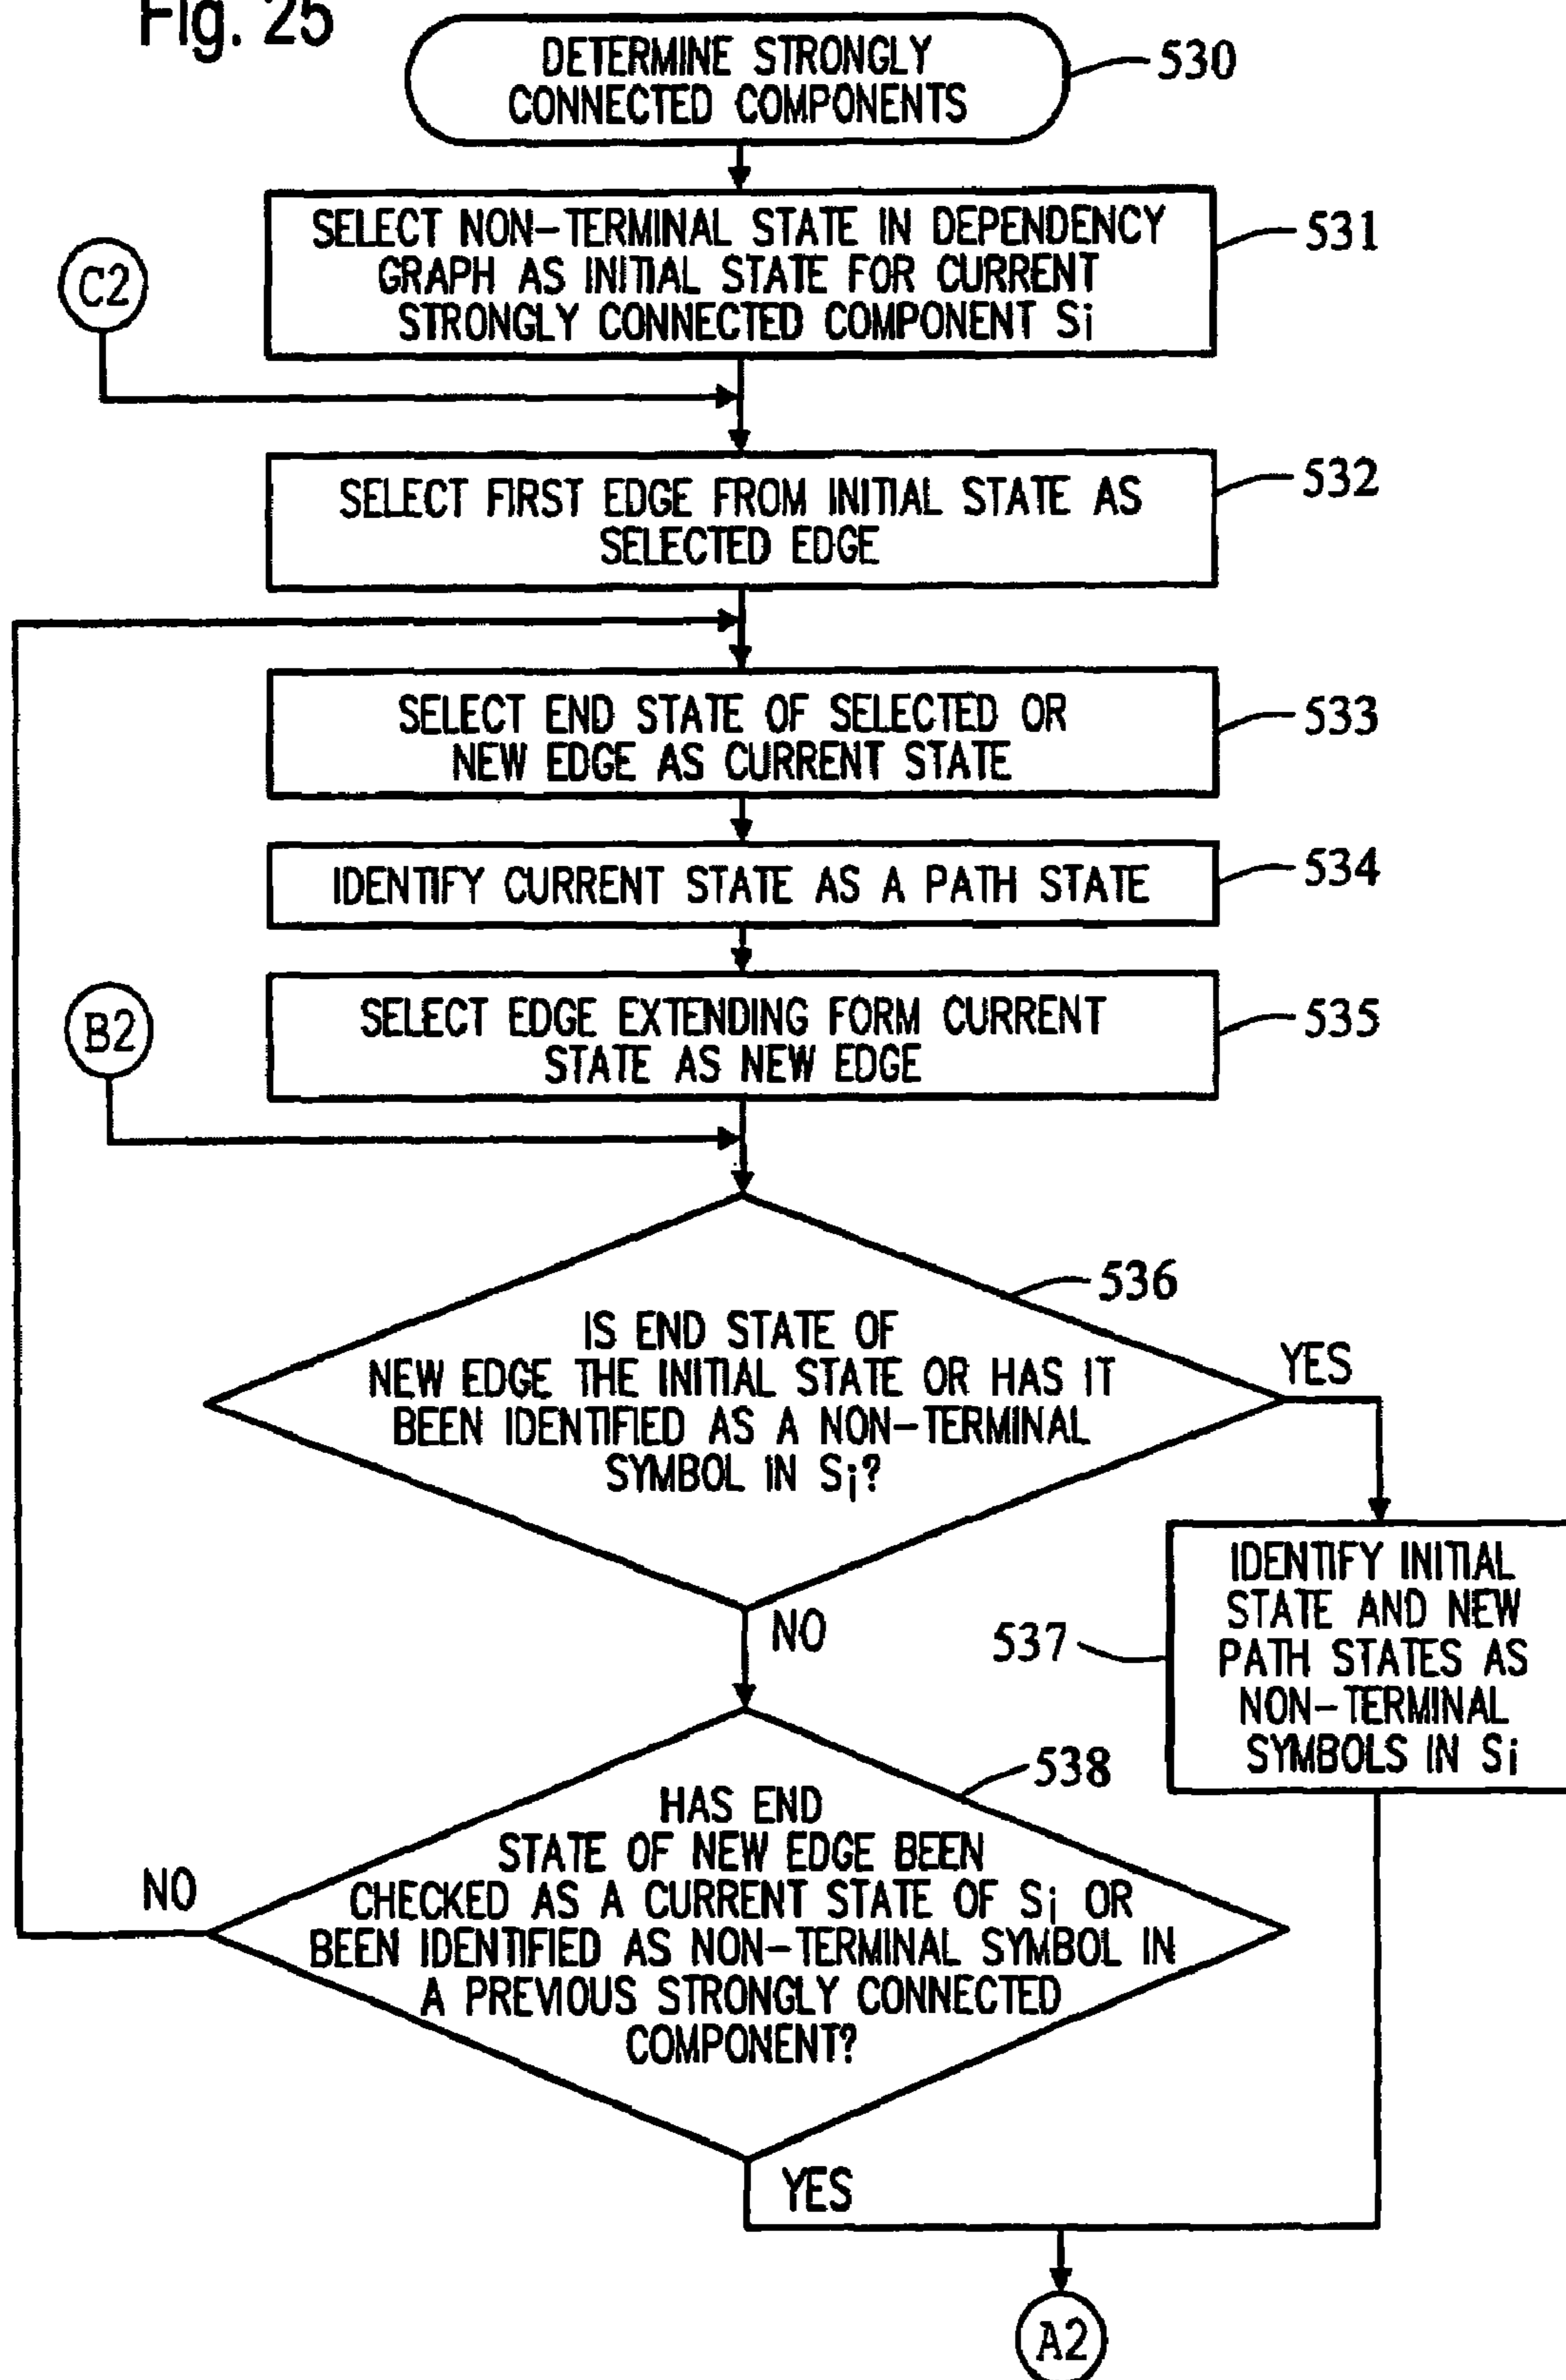 Fig. 25
DETERMINE STRONGLY
CONNECTED COMPONENTS
530
SELECT NON-TERMINAL STATE IN DEPENDENCY
GRAPH AS INITIAL STATE FOR CURRENT
STRONGLY CONNECTED COMPONENT Si
531
C2
SELECT FIRST EDGE FROM INITIAL STATE AS
SELECTED EDGE
532
SELECT END STATE OF SELECTED OR
NEW EDGE AS CURRENT STATE
533
IDENTIFY CURRENT STATE AS A PATH STATE
534
SELECT EDGE EXTENDING FORM CURRENT
STATE AS NEW EDGE
535
B2
536
IS END STATE OF
NEW EDGE THE INITIAL STATE OR HAS IT
BEEN IDENTIFIED AS A NON-TERMINAL
SYMBOL IN Si?
YES
NO
537
IDENTIFY INITIAL
STATE AND NEW
PATH STATES AS
NON-TERMINAL
SYMBOLS IN Si
538
HAS END
STATE OF NEW EDGE BEEN
CHECKED AS A CURRENT STATE OF Si OR
BEEN IDENTIFIED AS NON-TERMINAL SYMBOL IN
A PREVIOUS STRONGLY CONNECTED
COMPONENT?
NO
YES
A2